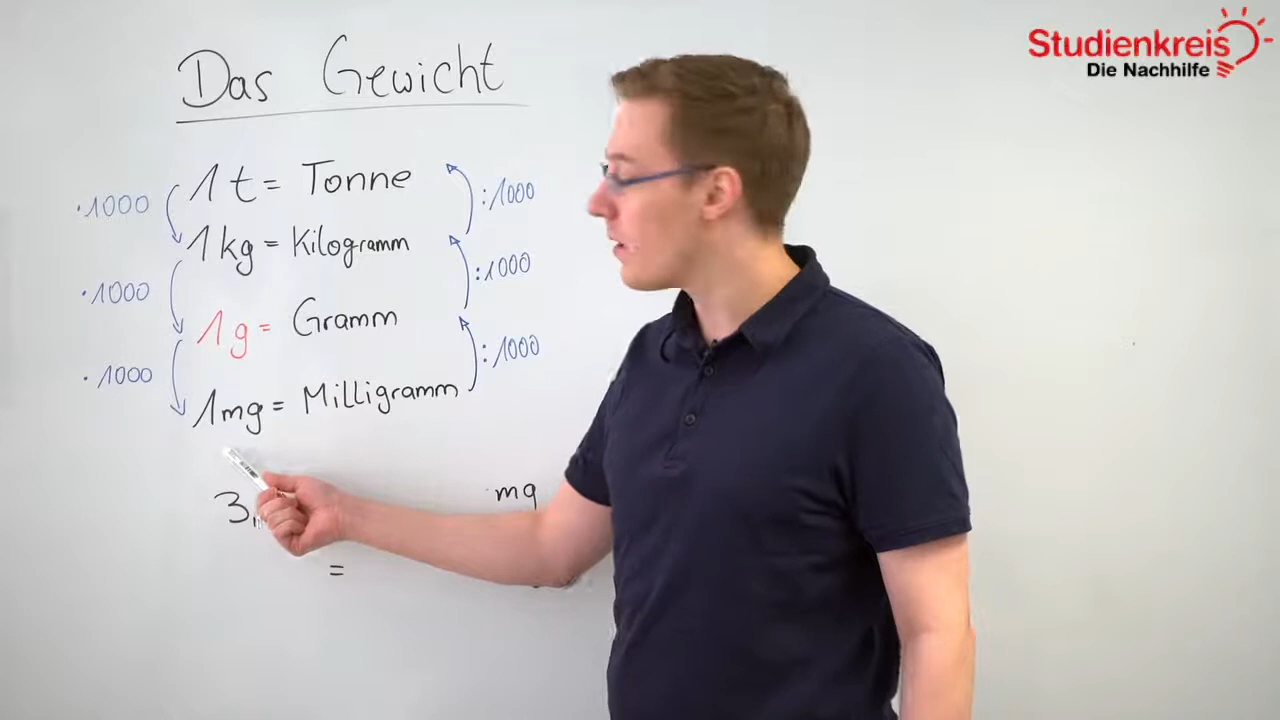 Studienkreis
Die Nachhilfe
Das Gewicht
1 t = Tonne
·1000
:1000
1 kg = Kilogramm
·1000
:1000
1 g = Gramm
·1000
:1000
1 mg = Milligramm
3,
mg
=